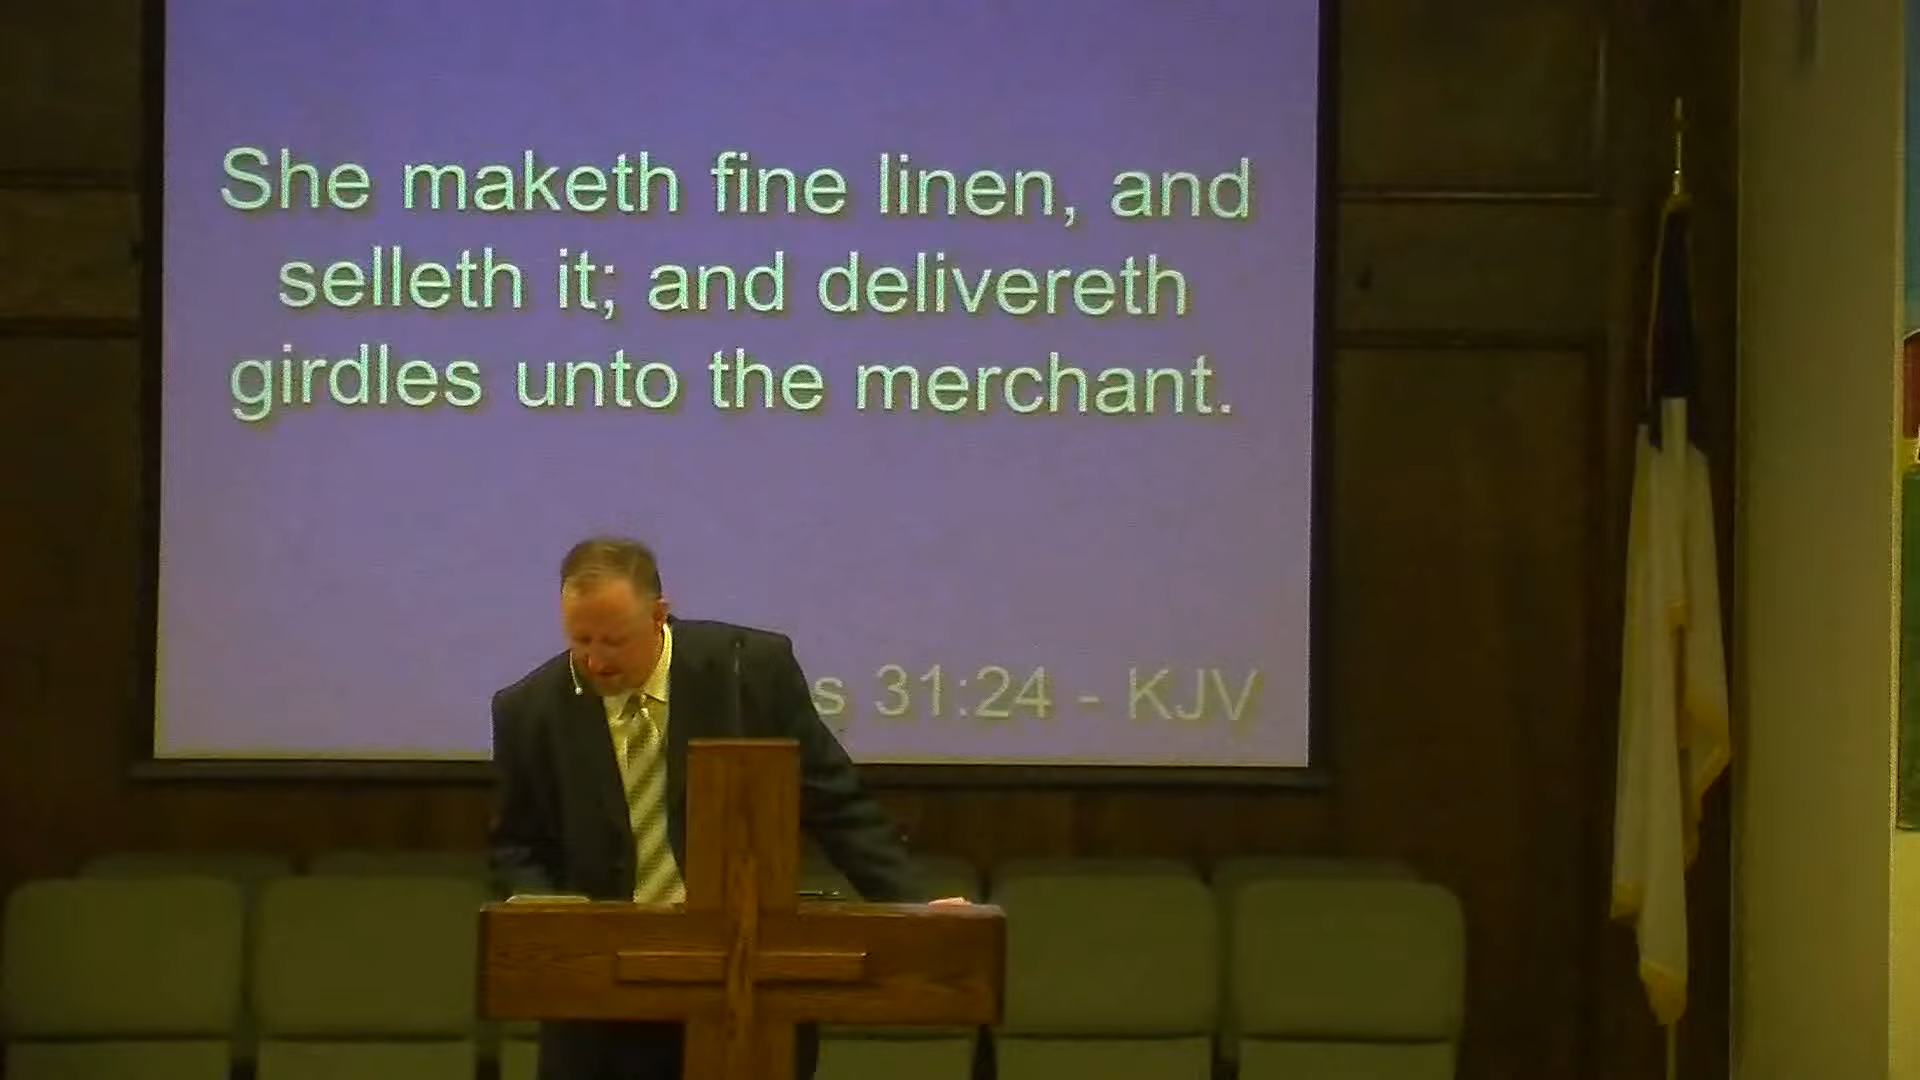 She maketh fine linen, and
selleth it; and delivereth
girdles unto the merchant.
31:24 - KJV